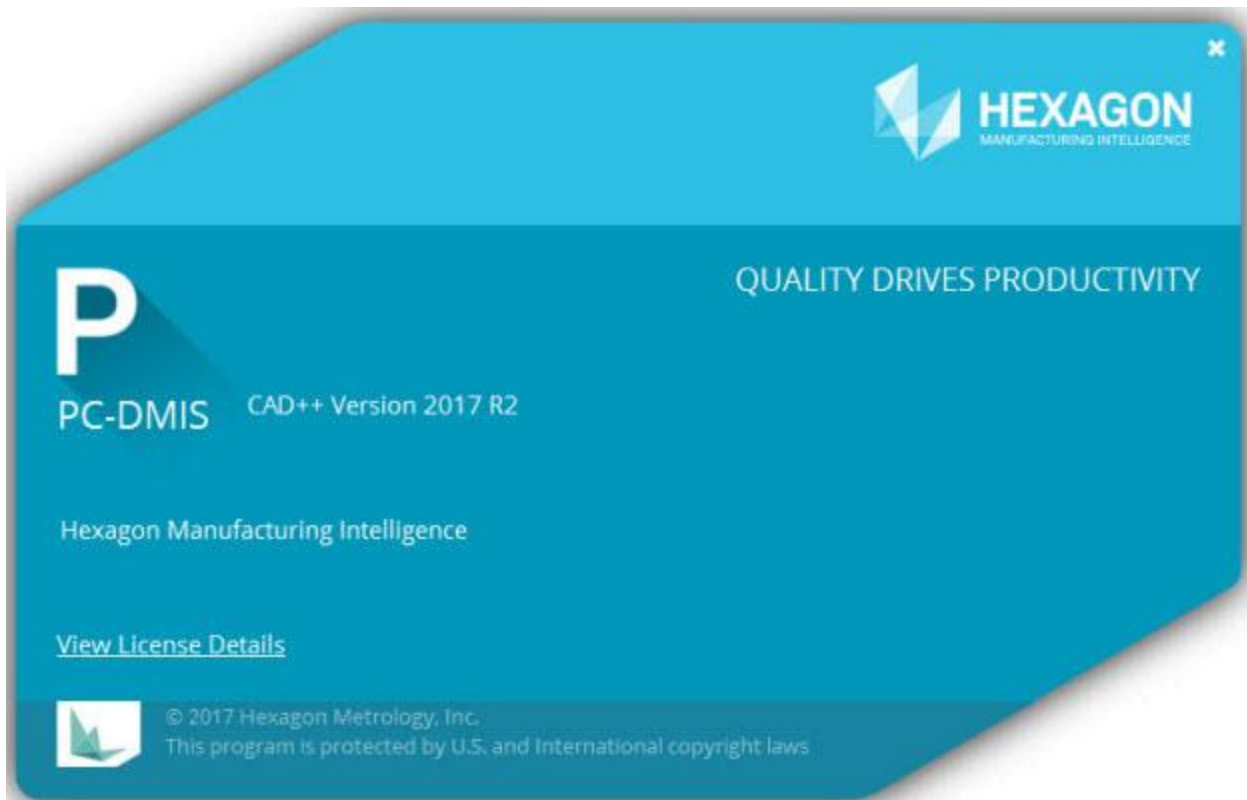 HEXAGON
MANUFACTURING INTELLIGENCE
QUALITY DRIVES PRODUCTIVITY
P
PC-DMIS
CAD++ Version 2017 R2
Hexagon Manufacturing Intelligence
View License Details
© 2017 Hexagon Metrology, Inc.
This program is protected by U.S. and International copyright laws